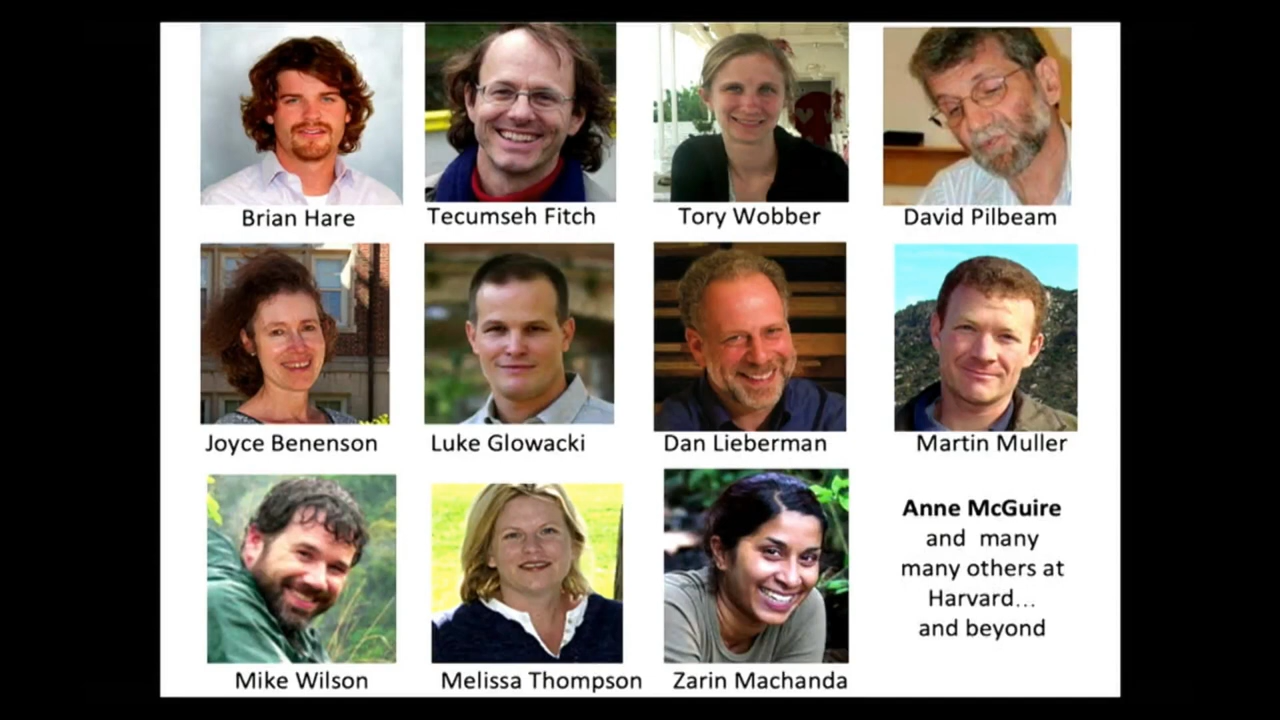 Brian Hare
Tecumseh Fitch
Tory Wobber
David Pilbeam
Joyce Benenson
Luke Glowacki
Dan Lieberman
Martin Muller
Anne McGuire
and many
many others at
Harvard...
and beyond
Mike Wilson
Melissa Thompson
Zarin Machanda